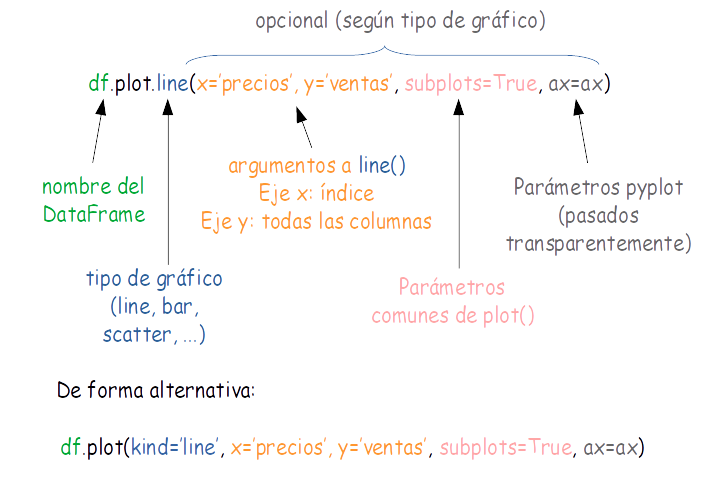 opcional (según tipo de gráfico)
df.plot.line(x='precios', y='ventas', subplots=True, ax=ax)
nombre del
DataFrame
argumentos a line()
Eje x: índice
Eje y: todas las columnas
Parámetros pyplot
(pasados
transparentemente)
tipo de gráfico
(line, bar,
scatter, ...)
Parámetros
comunes de plot()
De forma alternativa:
df.plot(kind='line', x='precios', y='ventas', subplots=True, ax=ax)